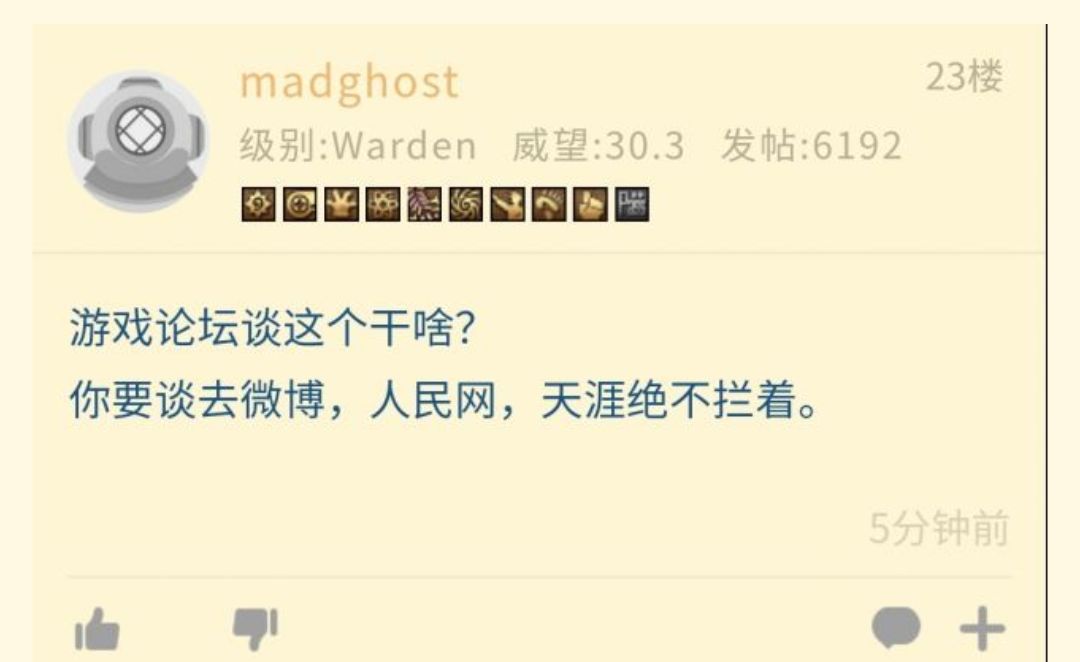 madghost
23楼
级别:Warden 威望:30.3 发帖:6192
游戏论坛谈这个干啥？
你要谈去微博，人民网，天涯绝不拦着。
5分钟前